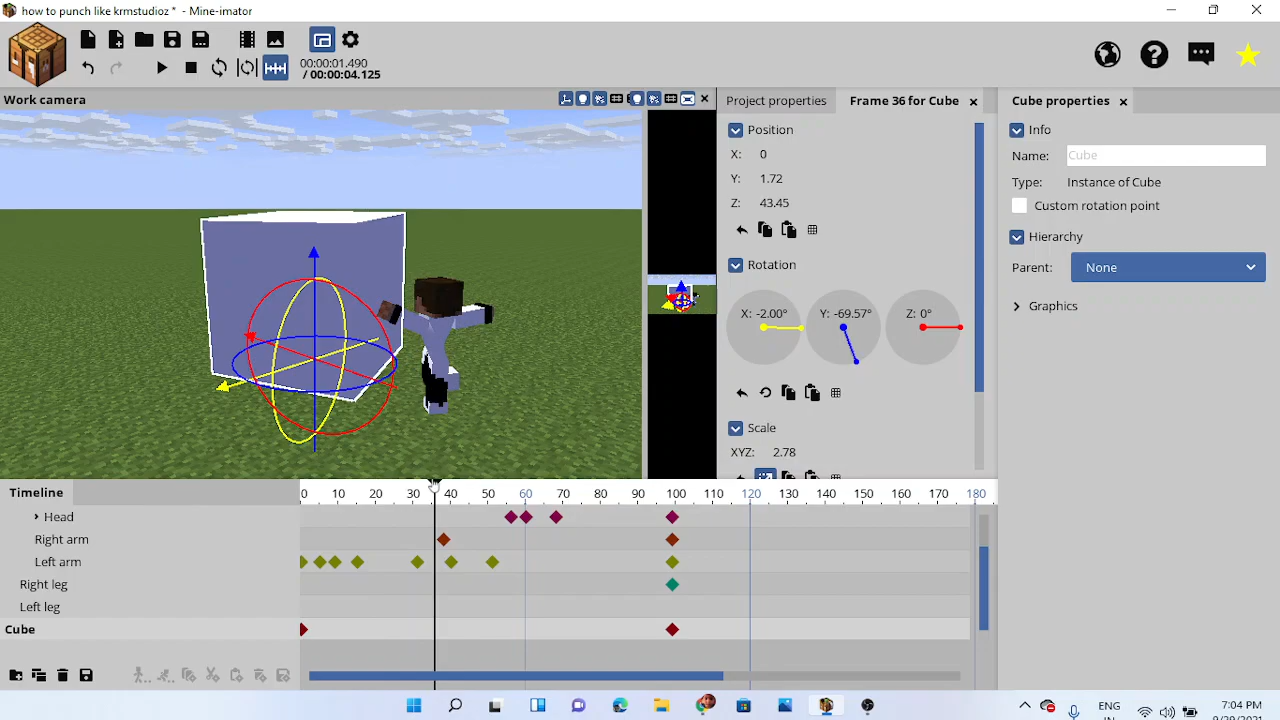 how to punch like krmstudioz * - Mine-imator
00:00:01.490
/ 00:00:04.125
Work camera
Project properties
Frame 36 for Cube
Cube properties
Position
X: 0
Y: 1.72
Z: 43.45
Rotation
X: -2.00°
Y: -69.57°
Z: 0°
Scale
XYZ: 2.78
Info
Name: Cube
Type: Instance of Cube
Custom rotation point
Hierarchy
Parent: None
Graphics
Timeline
0 10 20 30 40 50 60 70 80 90 100 110 120 130 140 150 160 170 180
Head
Right arm
Left arm
Right leg
Left leg
Cube
ENG
7:04 PM